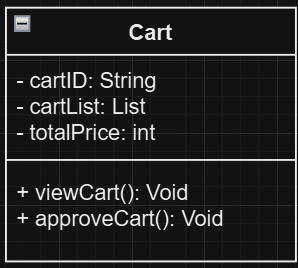 Cart
- cartID: String
- cartList: List
- totalPrice: int
+ viewCart(): Void
+ approveCart(): Void